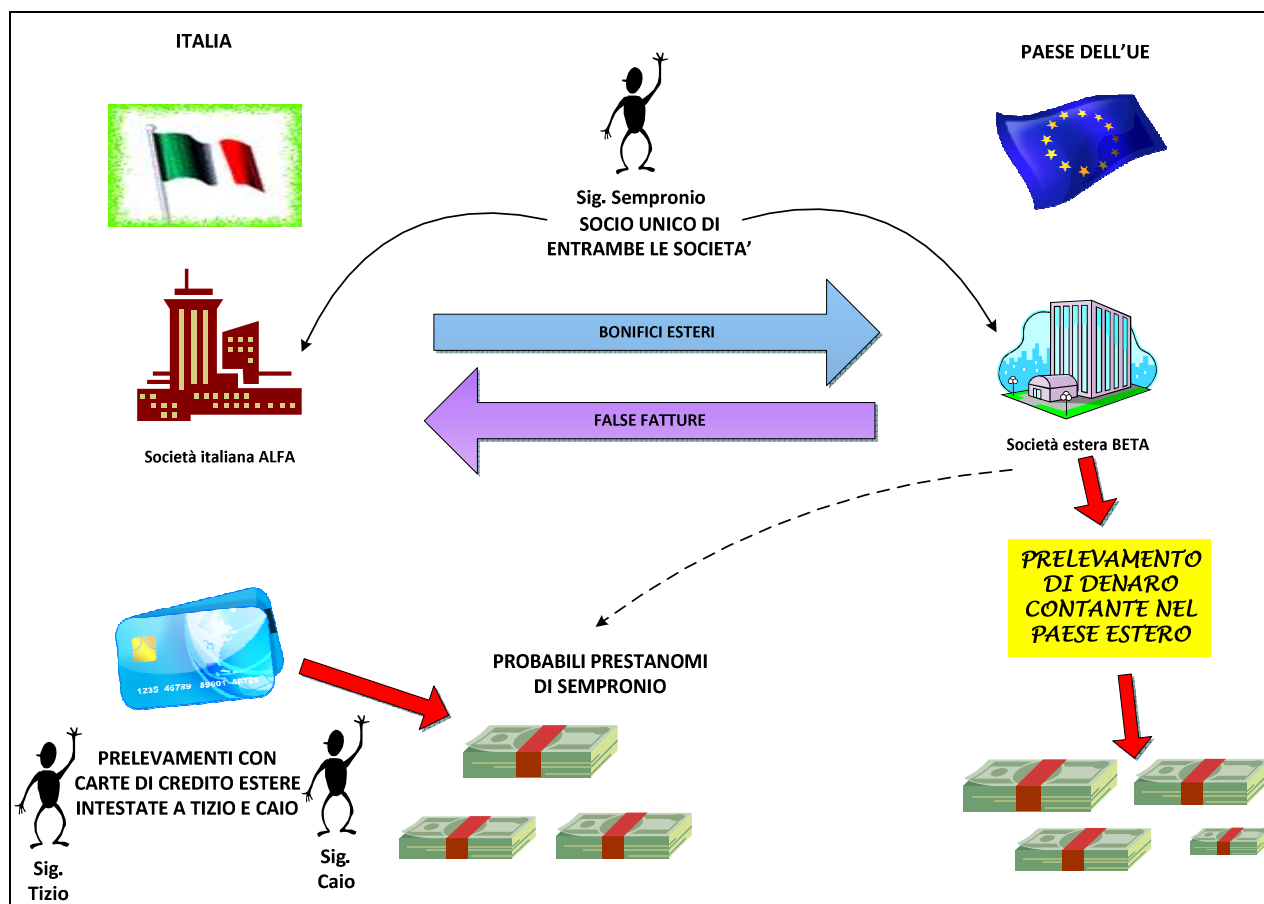 ITALIA
PAESE DELL'UE
Sig. Sempronio
SOCIO UNICO DI
ENTRAMBE LE SOCIETA'
BONIFICI ESTERI
FALSE FATTURE
Società italiana ALFA
Società estera BETA
PRELEVAMENTO
DI DENARO
CONTANTE NEL
PAESE ESTERO
PROBABILI PRESTANOMI
DI SEMPRONIO
1235 46789
PRELEVAMENTI CON
CARTE DI CREDITO ESTERE
INTESTATE A TIZIO E CAIO
Sig.
Tizio
Sig.
Caio